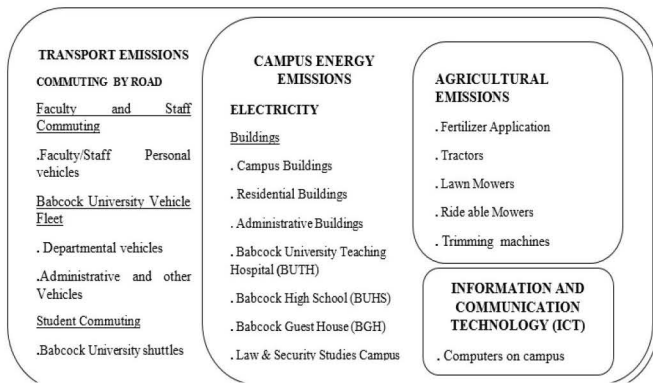 TRANSPORT EMISSIONS
COMMUTING BY ROAD
Faculty and Staff
Commuting
.Faculty/Staff Personal
vehicles
Babcock University Vehicle
Fleet
. Departmental vehicles
.Administrative and other
Vehicles
Student Commuting
.Babcock University shuttles
CAMPUS ENERGY
EMISSIONS
ELECTRICITY
Buildings
. Campus Buildings
. Residential Buildings
. Administrative Buildings
. Babcock University Teaching
Hospital (BUTH)
. Babcock High School (BUHS)
. Babcock Guest House (BGH)
. Law & Security Studies Campus
AGRICULTURAL
EMISSIONS
. Fertilizer Application
. Tractors
. Lawn Mowers
. Ride able Mowers
. Trimming machines
INFORMATION AND
COMMUNICATION
TECHNOLOGY (ICT)
. Computers on campus